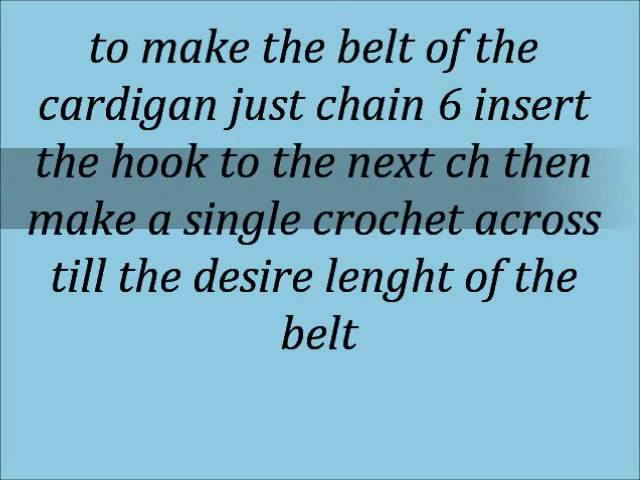 to make the belt of the
cardigan just chain 6 insert
the hook to the next ch then
make a single crochet across
till the desire lenght of the
belt